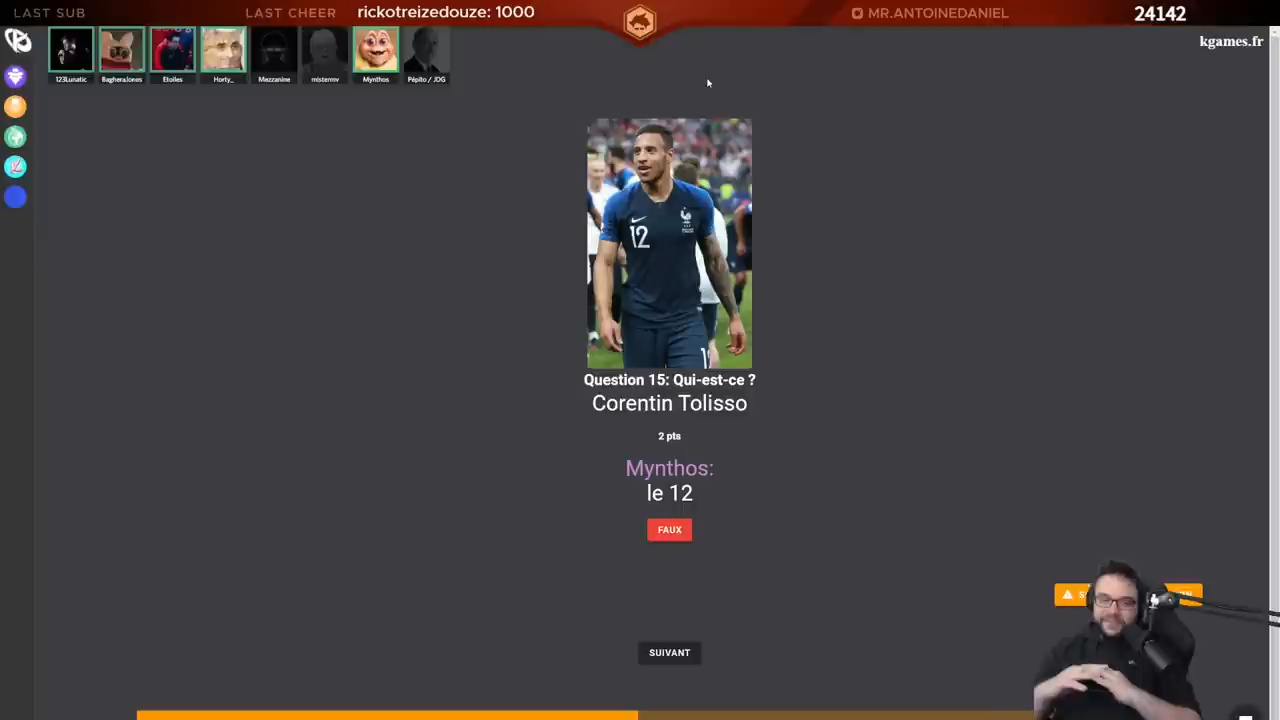 LAST SUB
LAST CHEER
rickotreizedouze: 1000
MR.ANTOINEDANIEL
24142
kgames.fr
123Lunatic
BagheraJones
Etoiles
Horty_
Mezzanine
mistermv
Mynthos
Pépito / JDG
12
Question 15: Qui-est-ce ?
Corentin Tolisso
2 pts
Mynthos:
le 12
FAUX
SUIVANT